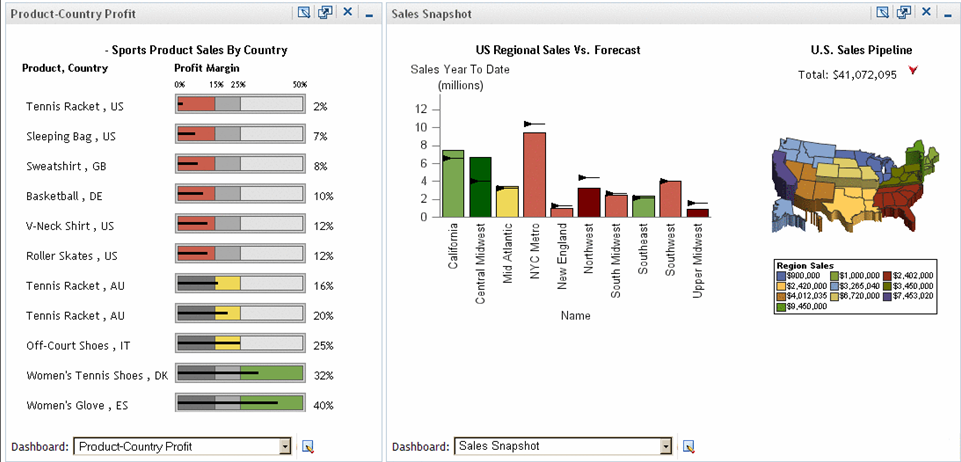 Product-Country Profit
- Sports Product Sales By Country
Product, Country Profit Margin
0% 15% 25% 50%
Tennis Racket , US 2%
Sleeping Bag , US 7%
Sweatshirt , GB 8%
Basketball , DE 10%
V-Neck Shirt , US 12%
Roller Skates , US 12%
Tennis Racket , AU 16%
Tennis Racket , AU 20%
Off-Court Shoes , IT 25%
Women's Tennis Shoes , DK 32%
Women's Glove , ES 40%
Dashboard: Product-Country Profit
Sales Snapshot
US Regional Sales Vs. Forecast
Sales Year To Date
(millions)
12
10
8
6
4
2
0
California
Central Midwest
Mid Atlantic
NYC Metro
New England
Northwest
South Midwest
Southeast
Southwest
Upper Midwest
Name
U.S. Sales Pipeline
Total: $41,072,095
Region Sales
$900,000 $1,000,000 $2,402,000
$2,420,000 $3,265,040 $3,450,000
$4,012,035 $6,720,000 $7,453,020
$9,450,000
Dashboard: Sales Snapshot